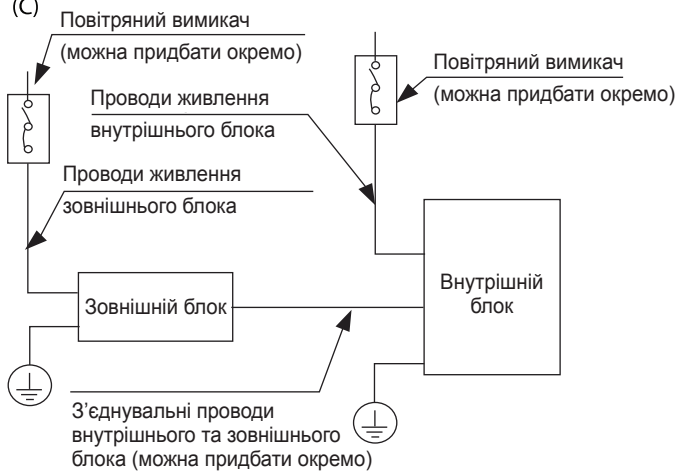 (C)
Повітряний вимикач
(можна придбати окремо)
Повітряний вимикач
(можна придбати окремо)
Проводи живлення
внутрішнього блока
Проводи живлення
зовнішнього блока
Зовнішній блок
Внутрішній
блок
З’єднувальні проводи
внутрішнього та зовнішнього
блока (можна придбати окремо)